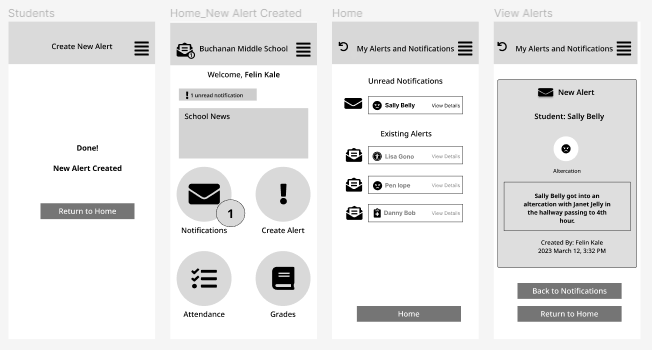 Students
Create New Alert
Done!
New Alert Created
Return to Home
Home_New Alert Created
Buchanan Middle School
Welcome, Felin Kale
! 1 unread notification
School News
1
Notifications
Create Alert
Attendance
Grades
Home
My Alerts and Notifications
Unread Notifications
Sally Belly View Details
Existing Alerts
Lisa Gono View Details
Pen lope View Details
Danny Bob View Details
Home
View Alerts
My Alerts and Notifications
New Alert
Student: Sally Belly
Altercation
Sally Belly got into an
altercation with Janet Jelly in
the hallway passing to 4th
hour.
Created By: Felin Kale
2023 March 12, 3:32 PM
Back to Notifications
Return to Home